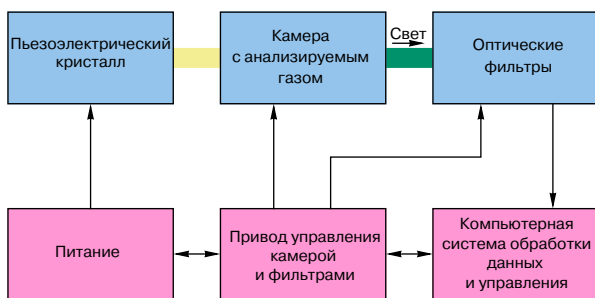 Пьезоэлектрический
кристалл
Камера
с анализируемым
газом
Свет
Оптические
фильтры
Питание
Привод управления
камерой
и фильтрами
Компьютерная
система обработки
данных
и управления